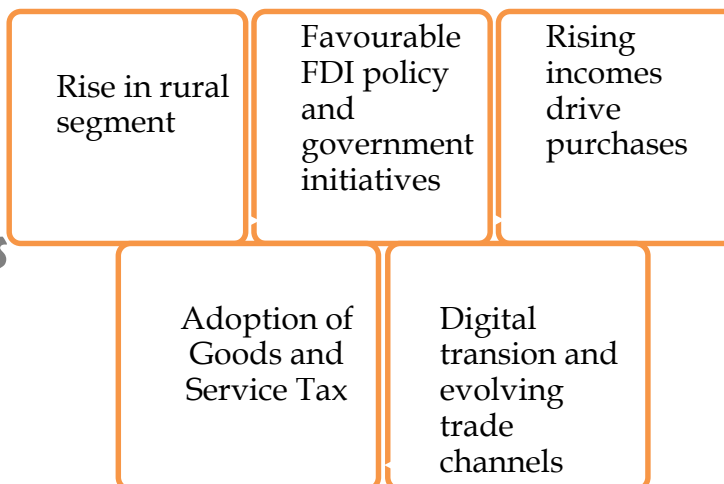 Rise in rural
segment
Favourable
FDI policy
and
government
initiatives
Rising
incomes
drive
purchases
s
Adoption of
Goods and
Service Tax
Digital
transion and
evolving
trade
channels